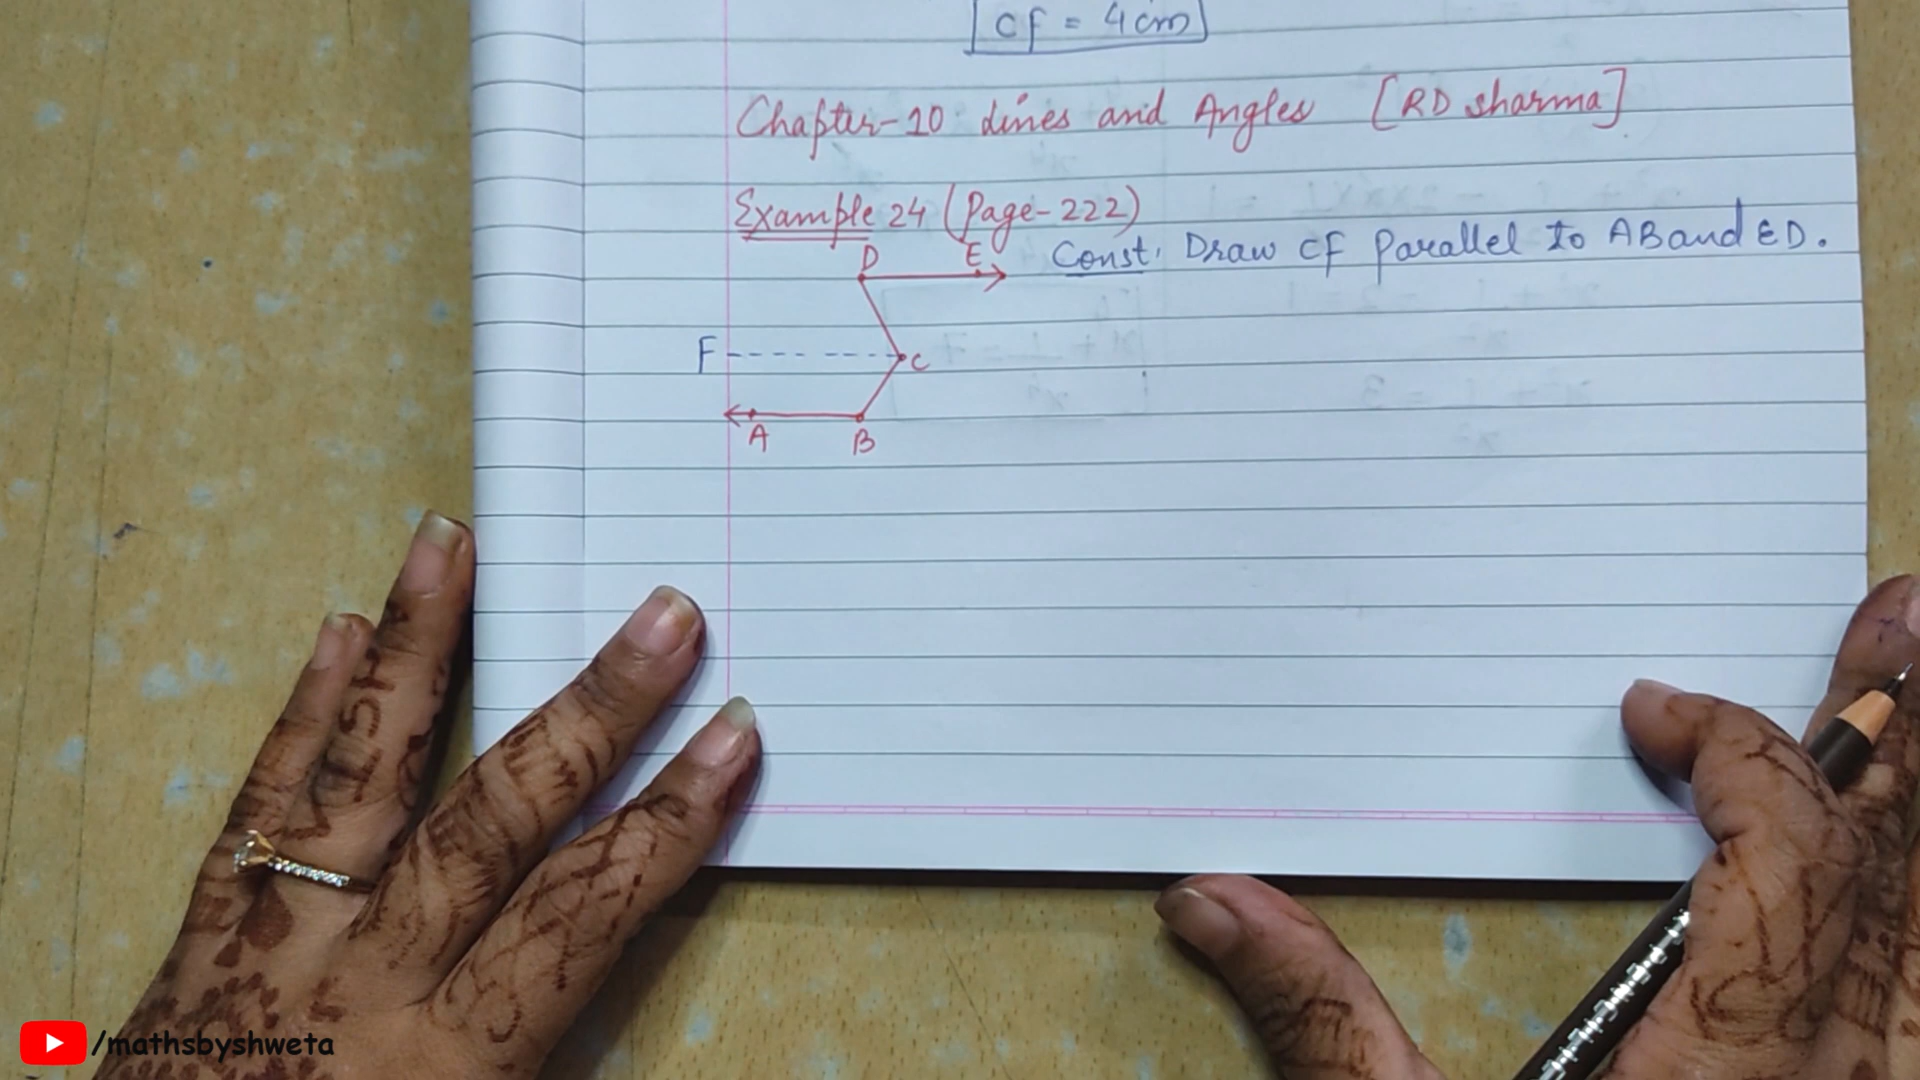 CF = 4cm
Chapter-10 Lines and Angles [RD Sharma]
Example 24 (Page-222)
D E Const. Draw CF Parallel to AB and ED.
F C
A B
/mathsbyshweta